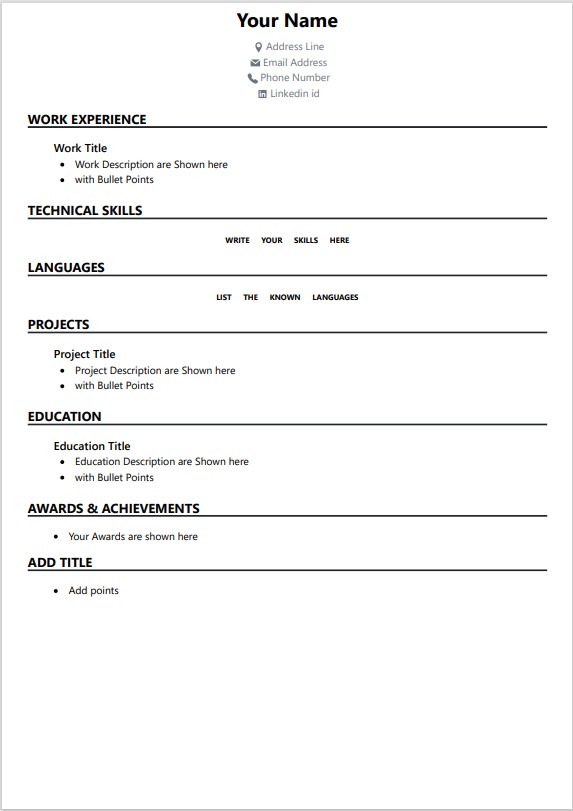 Your Name
Address Line
Email Address
Phone Number
Linkedin id
WORK EXPERIENCE
Work Title
Work Description are Shown here
with Bullet Points
TECHNICAL SKILLS
WRITE YOUR SKILLS HERE
LANGUAGES
LIST THE KNOWN LANGUAGES
PROJECTS
Project Title
Project Description are Shown here
with Bullet Points
EDUCATION
Education Title
Education Description are Shown here
with Bullet Points
AWARDS & ACHIEVEMENTS
Your Awards are shown here
ADD TITLE
Add points